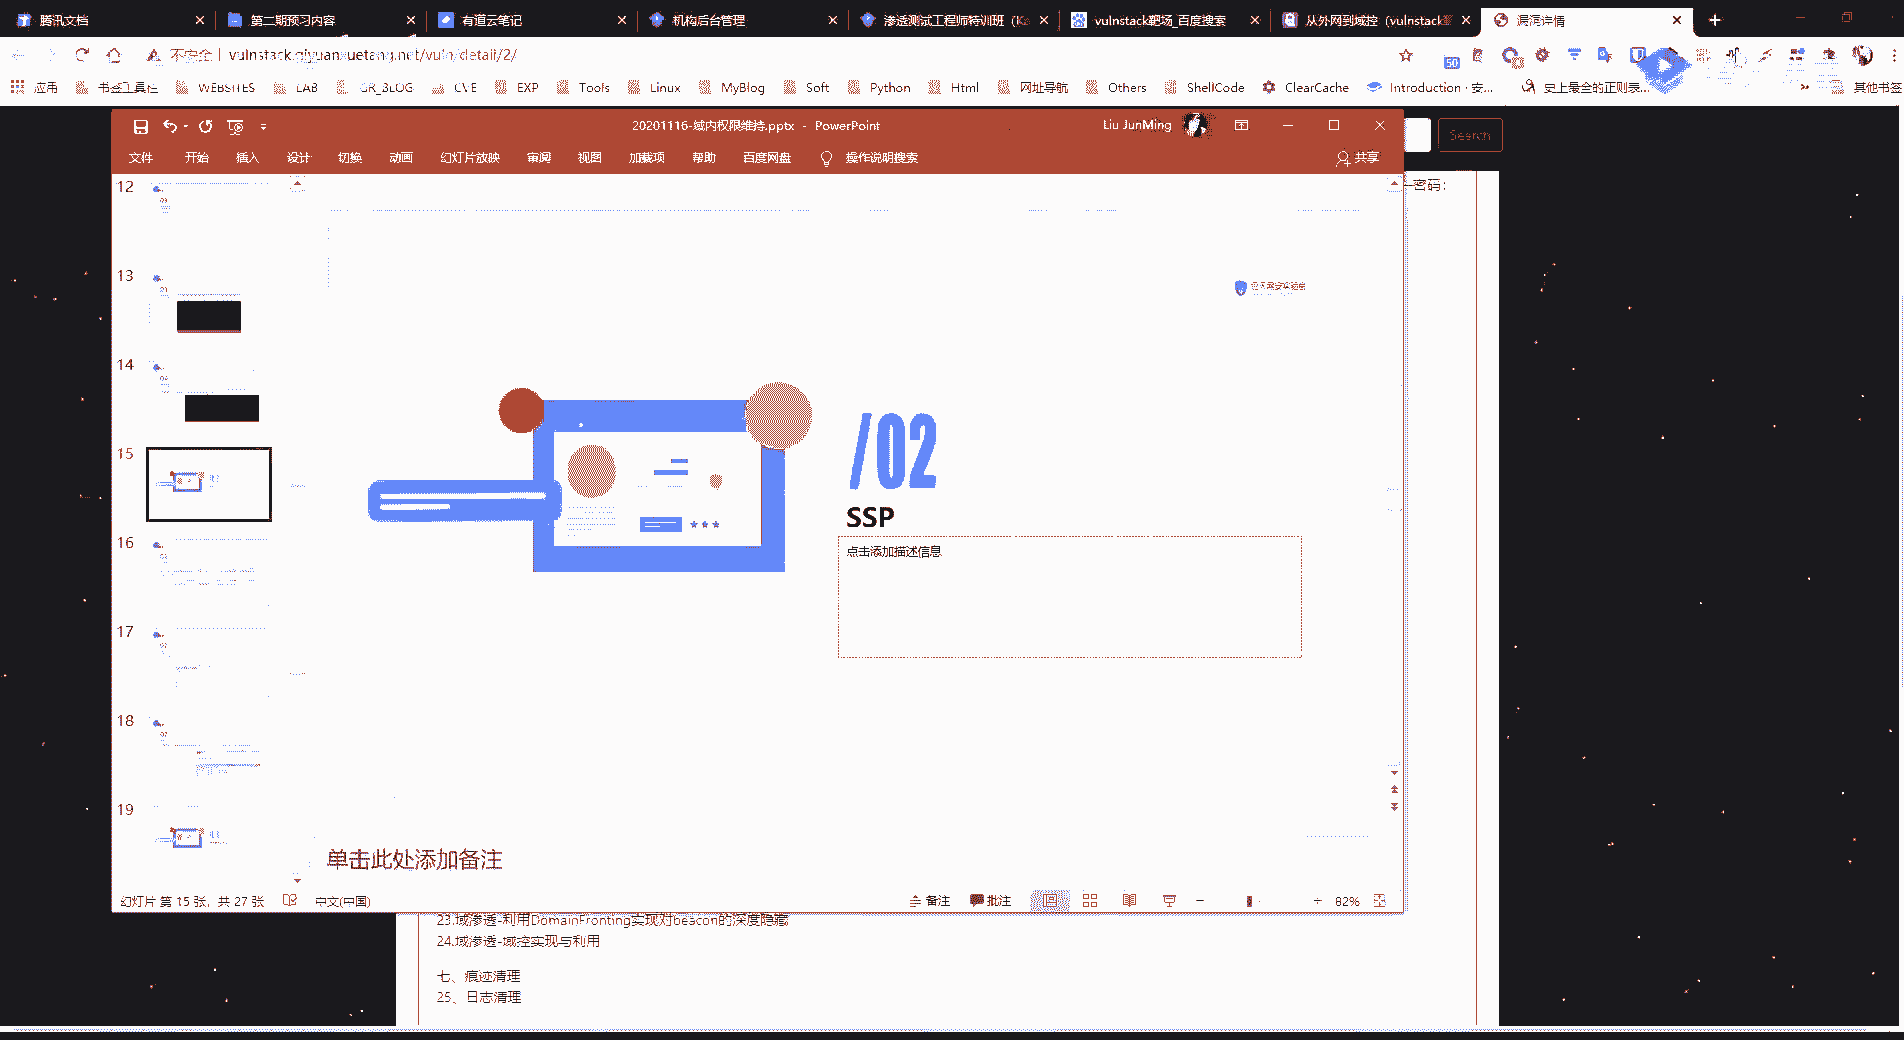 腾讯文档
第二期预习内容
有道云笔记
机构后台管理
渗透测试工程师特训班
vulnstack靶场_百度搜索
从外网到域控 (vulnstack靶
漏洞详情
不安全
vulnstack.qiyuanxuetang.net/vuln/detail/2/
50
应用
书签工具栏
WEBSITES
LAB
GR_BLOG
CVE
EXP
Tools
Linux
MyBlog
Soft
Python
Html
网址导航
Others
ShellCode
ClearCache
Introduction · 安...
史上最全的正则表...
其他书签
20201116-域内权限维持.pptx - PowerPoint
Liu JunMing
文件
开始
插入
设计
切换
动画
幻灯片放映
审阅
视图
加载项
帮助
百度网盘
操作说明搜索
共享
Search
密码:
12
13
14
15
16
17
18
19
/02
SSP
点击添加描述信息
单击此处添加备注
幻灯片 第 15 张，共 27 张
中文(中国)
备注
批注
82%
23.域渗透-利用DomainFronting实现对beacon的深度隐藏
24.域渗透-域控实现与利用
七、痕迹清理
25、日志清理